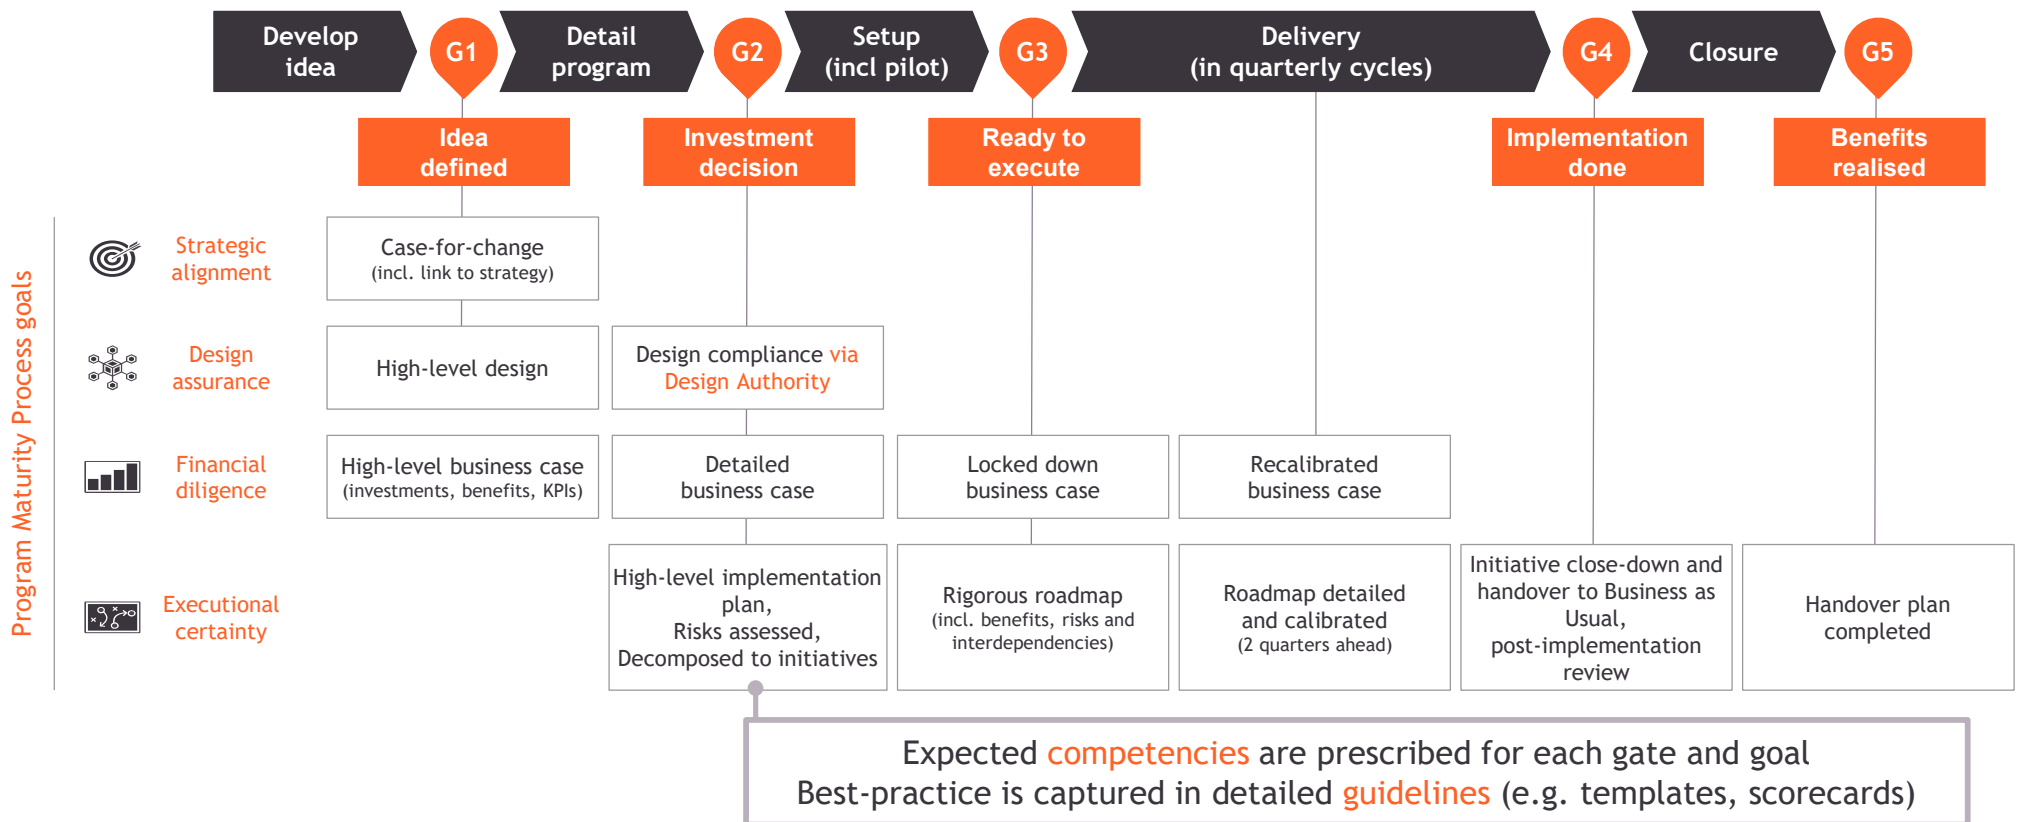 Develop
idea
G1
Detail
program
G2
Setup
(incl pilot)
G3
Delivery
(in quarterly cycles)
G4
Closure
G5
Idea
defined
Investment
decision
Ready to
execute
Implementation
done
Benefits
realised
Program Maturity Process goals
Strategic
alignment
Case-for-change
(incl. link to strategy)
Design
assurance
High-level design
Design compliance via
Design Authority
Financial
diligence
High-level business case
(investments, benefits, KPIs)
Detailed
business case
Locked down
business case
Recalibrated
business case
Executional
certainty
High-level implementation
plan,
Risks assessed,
Decomposed to initiatives
Rigorous roadmap
(incl. benefits, risks and
interdependencies)
Roadmap detailed
and calibrated
(2 quarters ahead)
Initiative close-down and
handover to Business as
Usual,
post-implementation
review
Handover plan
completed
Expected competencies are prescribed for each gate and goal
Best-practice is captured in detailed guidelines (e.g. templates, scorecards)